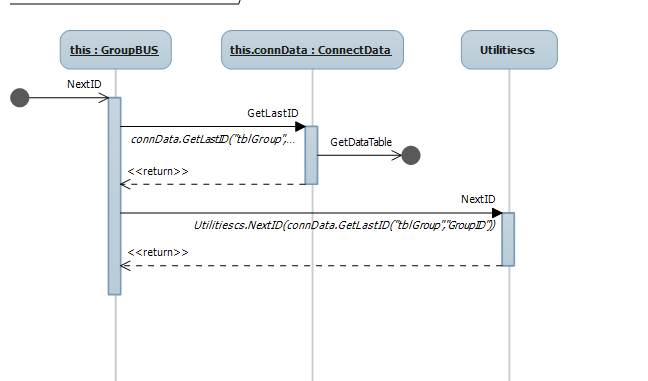 this : GroupBUS
this.connData : ConnectData
Utilitiescs
NextID
GetLastID
connData.GetLastID("tblGroup",...
GetDataTable
<<return>>
NextID
Utilitiescs.NextID(connData.GetLastID("tblGroup","GroupID"))
<<return>>